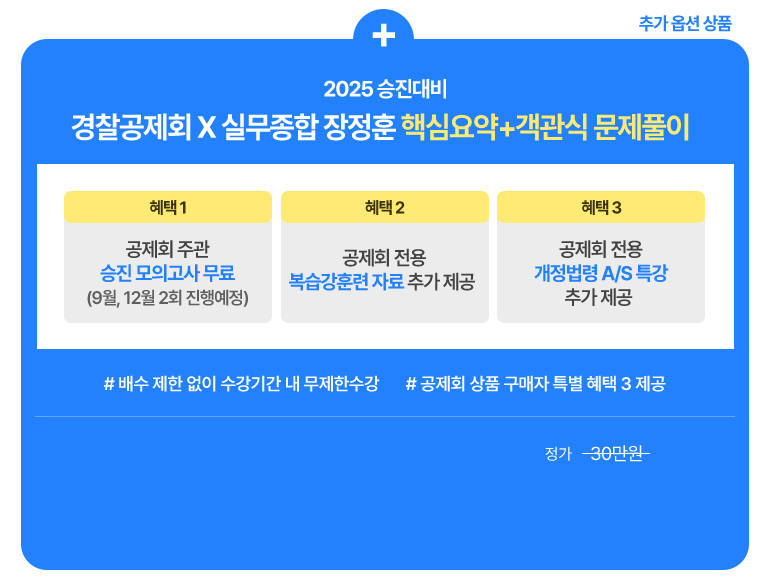 추가 옵션 상품
+
2025 승진대비
경찰공제회 X 실무종합 장정훈 핵심요약+객관식 문제풀이
혜택 1
공제회 주관
승진 모의고사 무료
(9월, 12월 2회 진행예정)
혜택 2
공제회 전용
복습강훈련 자료 추가 제공
혜택 3
공제회 전용
개정법령 A/S 특강
추가 제공
# 배수 제한 없이 수강기간 내 무제한수강
# 공제회 상품 구매자 특별 혜택 3 제공
정가 30만원